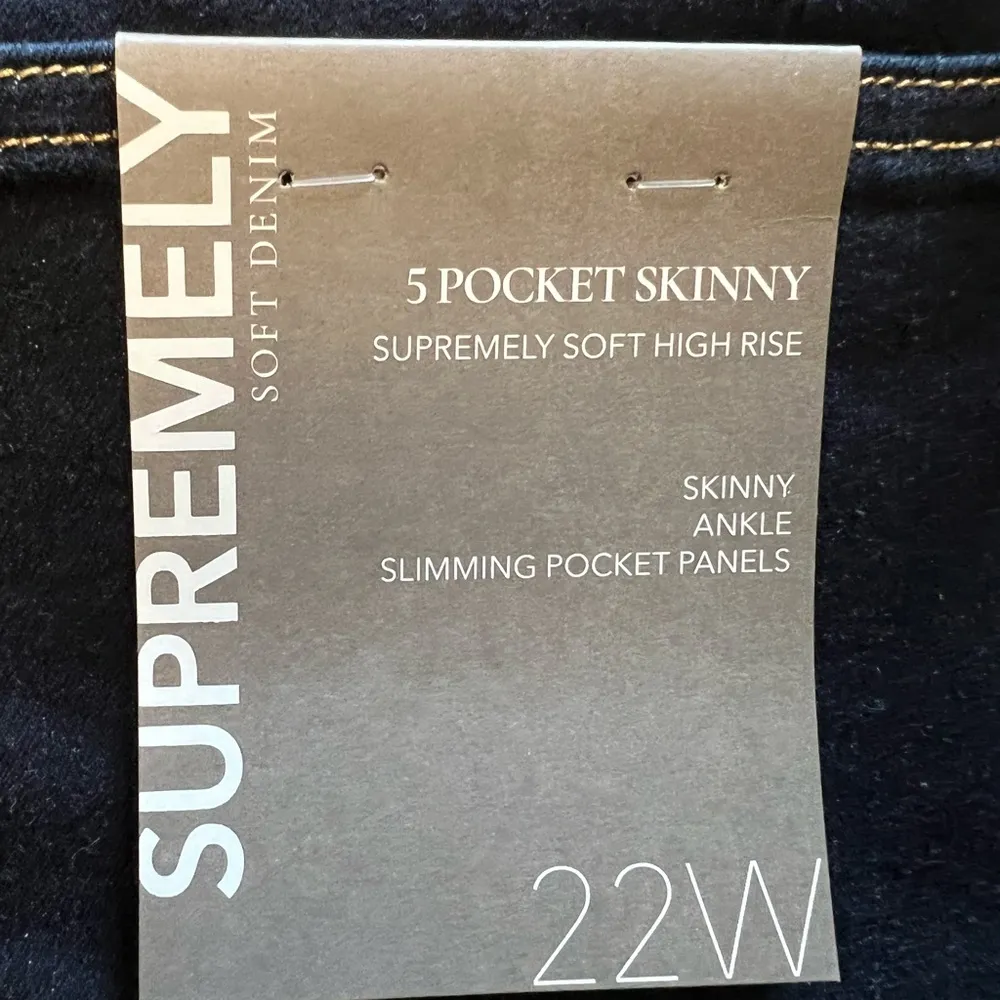 SUPREMELY
SOFT DENIM
5 POCKET SKINNY
SUPREMELY SOFT HIGH RISE
SKINNY
ANKLE
SLIMMING POCKET PANELS
22W